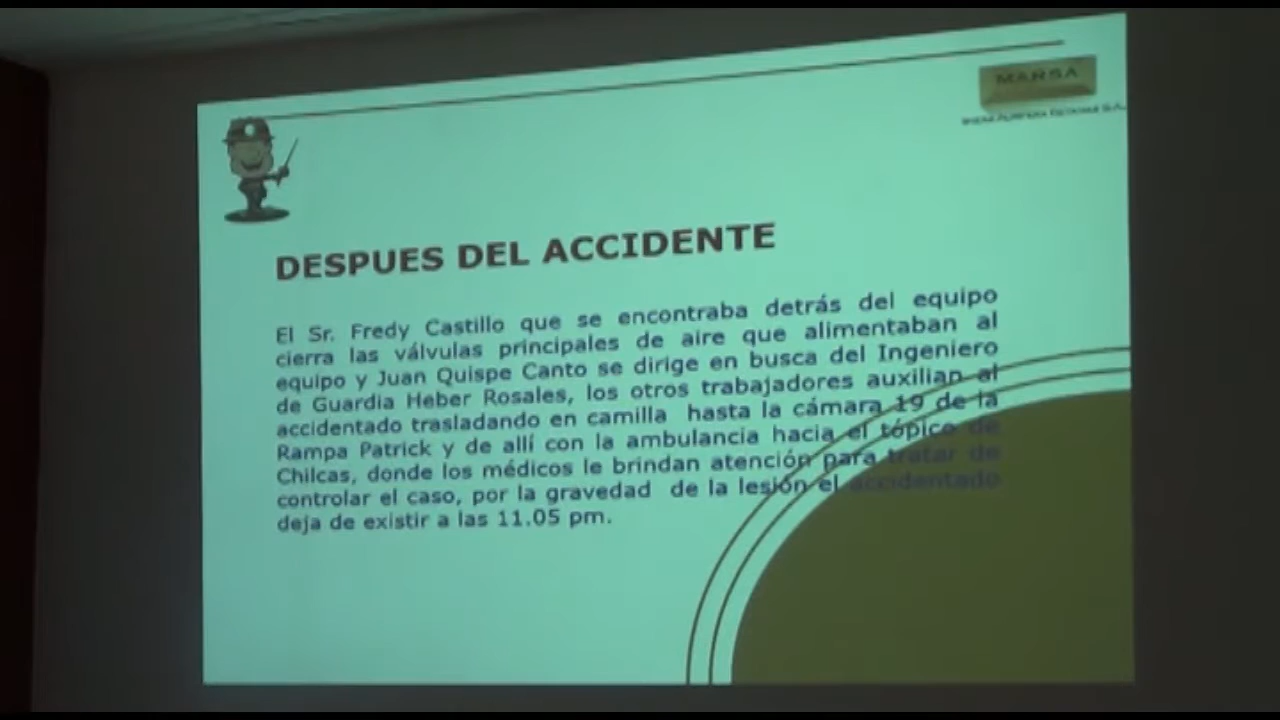 MARSA
DESPUES DEL ACCIDENTE
El Sr. Fredy Castillo que se encontraba detrás del equipo
cierra las válvulas principales de aire que alimentaban al
equipo y Juan Quispe Canto se dirige en busca del Ingeniero
de Guardia Heber Rosales, los otros trabajadores auxilian al
accidentado trasladando en camilla hasta la cámara 19 de la
Rampa Patrick y de allí con la ambulancia hacia el tópico de
Chilcas, donde los médicos le brindan atención para tratar de
controlar el caso, por la gravedad de la lesión el accidentado
deja de existir a las 11.05 pm.